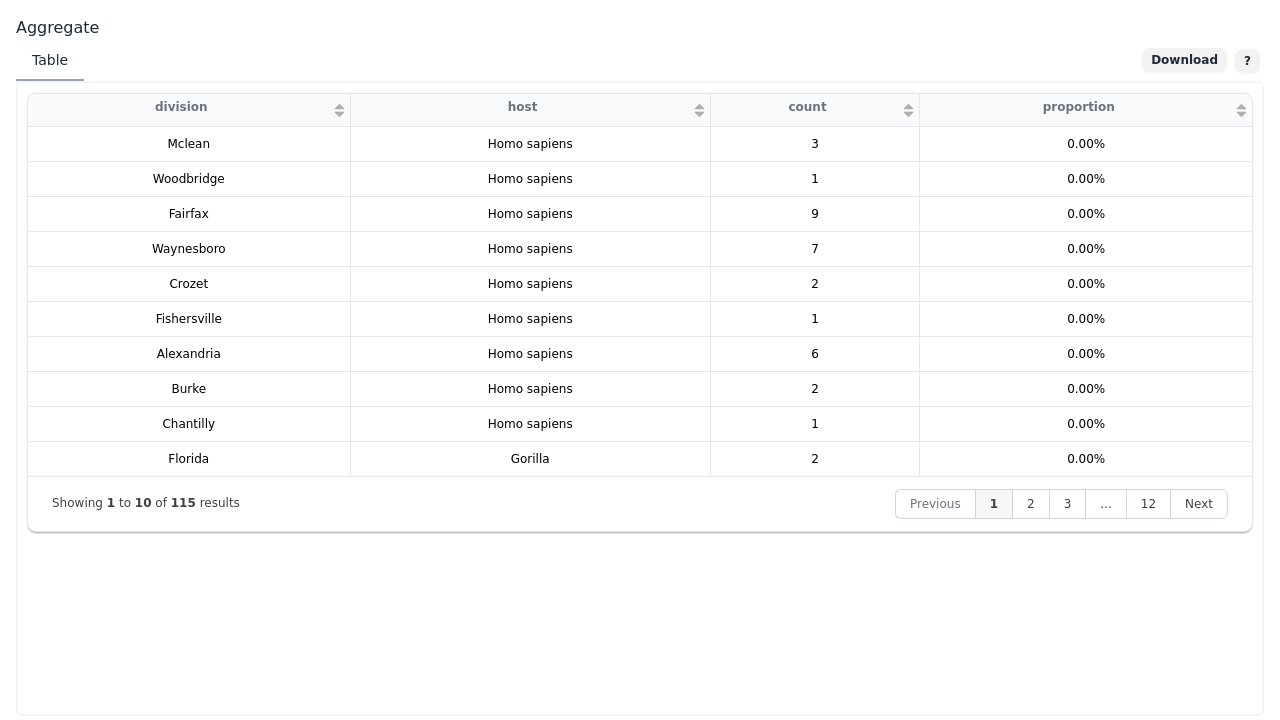 Aggregate
Table Download ?
division host count proportion
Mclean Homo sapiens 3 0.00%
Woodbridge Homo sapiens 1 0.00%
Fairfax Homo sapiens 9 0.00%
Waynesboro Homo sapiens 7 0.00%
Crozet Homo sapiens 2 0.00%
Fishersville Homo sapiens 1 0.00%
Alexandria Homo sapiens 6 0.00%
Burke Homo sapiens 2 0.00%
Chantilly Homo sapiens 1 0.00%
Florida Gorilla 2 0.00%
Showing 1 to 10 of 115 results Previous 1 2 3 ... 12 Next